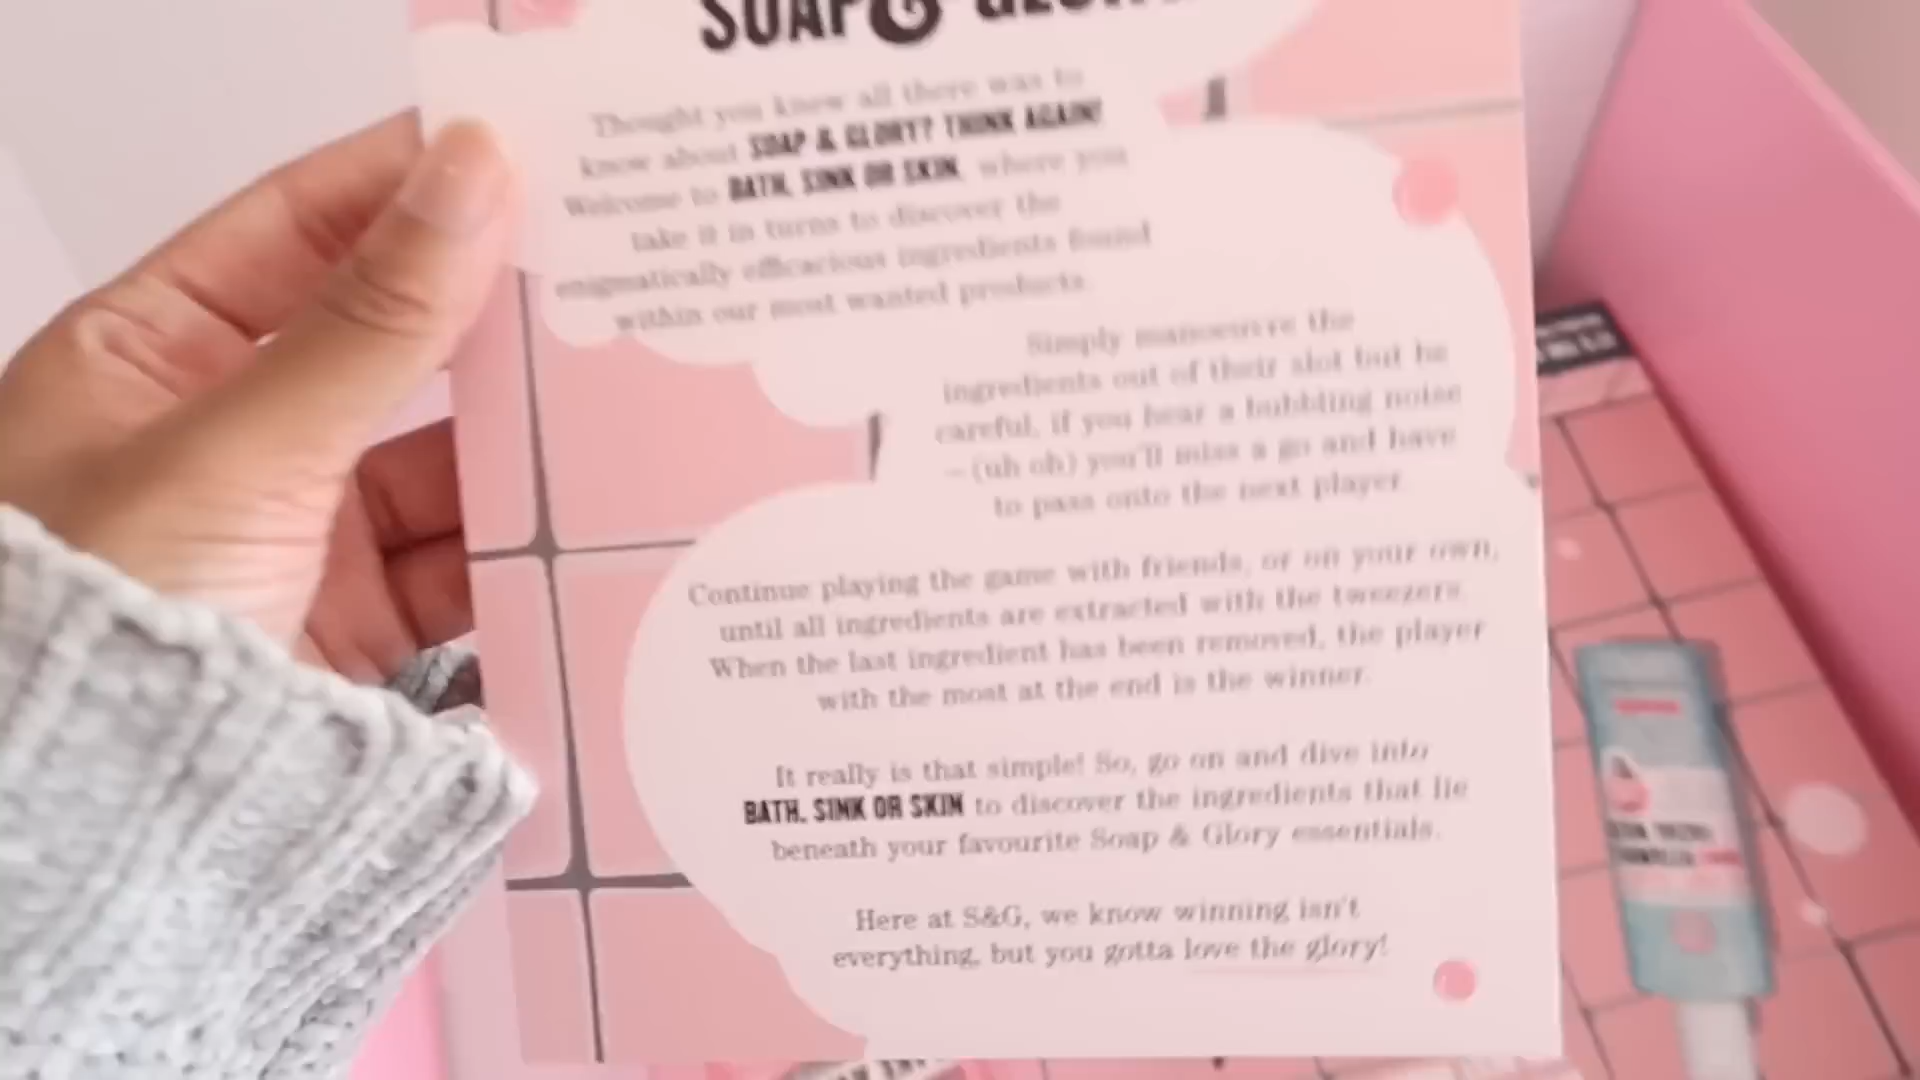 SOAP & GLORY
Thought you knew all there was to
know about SOAP & GLORY? THINK AGAIN!
Welcome to BATH, SINK OR SKIN, where you
take it in turns to discover the
enigmatically efficacious ingredients found
within our most wanted products.
Simply manoeuvre the
ingredients out of their slot but be
careful, if you hear a bubbling noise
– (uh oh) you'll miss a go and have
to pass onto the next player.
Continue playing the game with friends, or on your own,
until all ingredients are extracted with the tweezers.
When the last ingredient has been removed, the player
with the most at the end is the winner.
It really is that simple! So, go on and dive into
BATH, SINK OR SKIN to discover the ingredients that lie
beneath your favourite Soap & Glory essentials.
Here at S&G, we know winning isn't
everything, but you gotta love the glory!